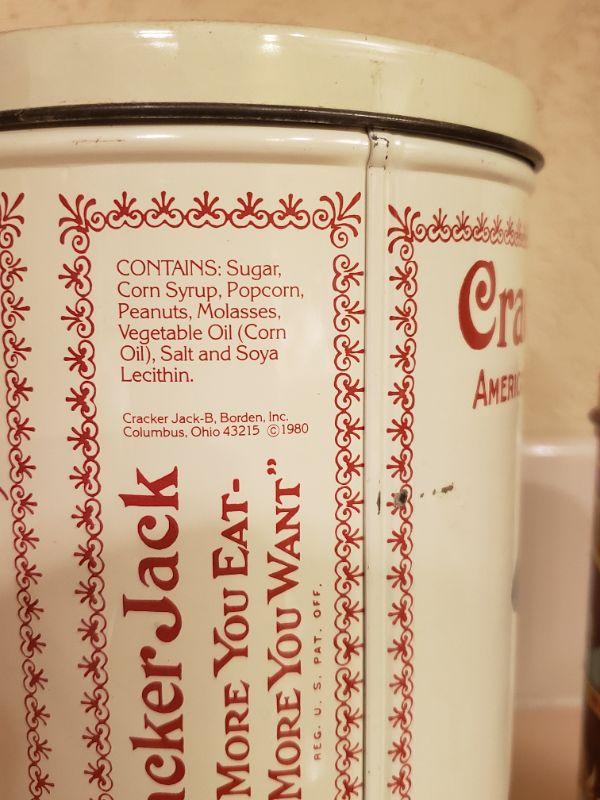 CONTAINS: Sugar,
Corn Syrup, Popcorn,
Peanuts, Molasses,
Vegetable Oil (Corn
Oil), Salt and Soya
Lecithin.
Cracker Jack-B, Borden, Inc.
Columbus, Ohio 43215 ©1980
acker Jack
MORE YOU EAT-
MORE YOU WANT”
REG. U. S. PAT. OFF.
Cra
AMERIC